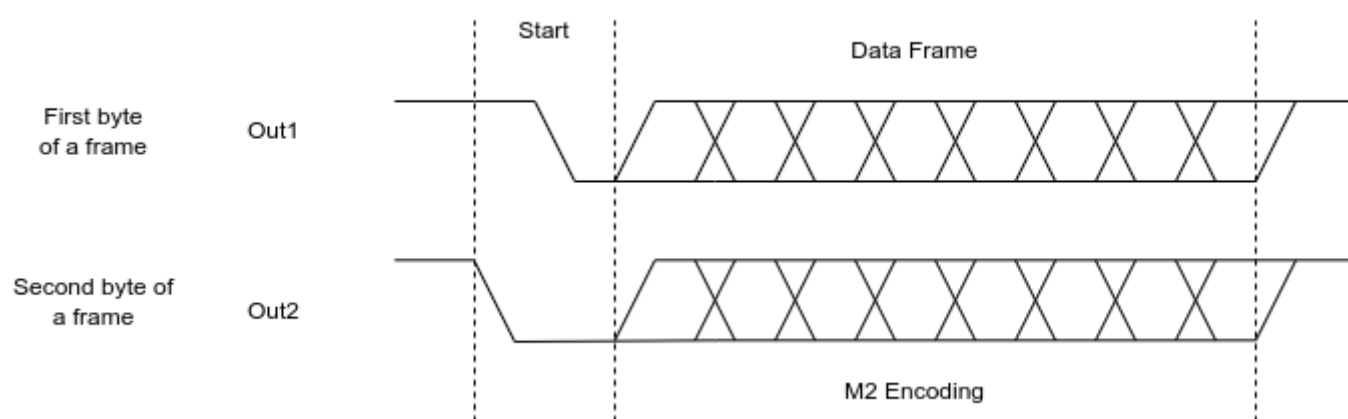 Start
Data Frame
First byte
of a frame
Out1
Second byte of
a frame
Out2
M2 Encoding